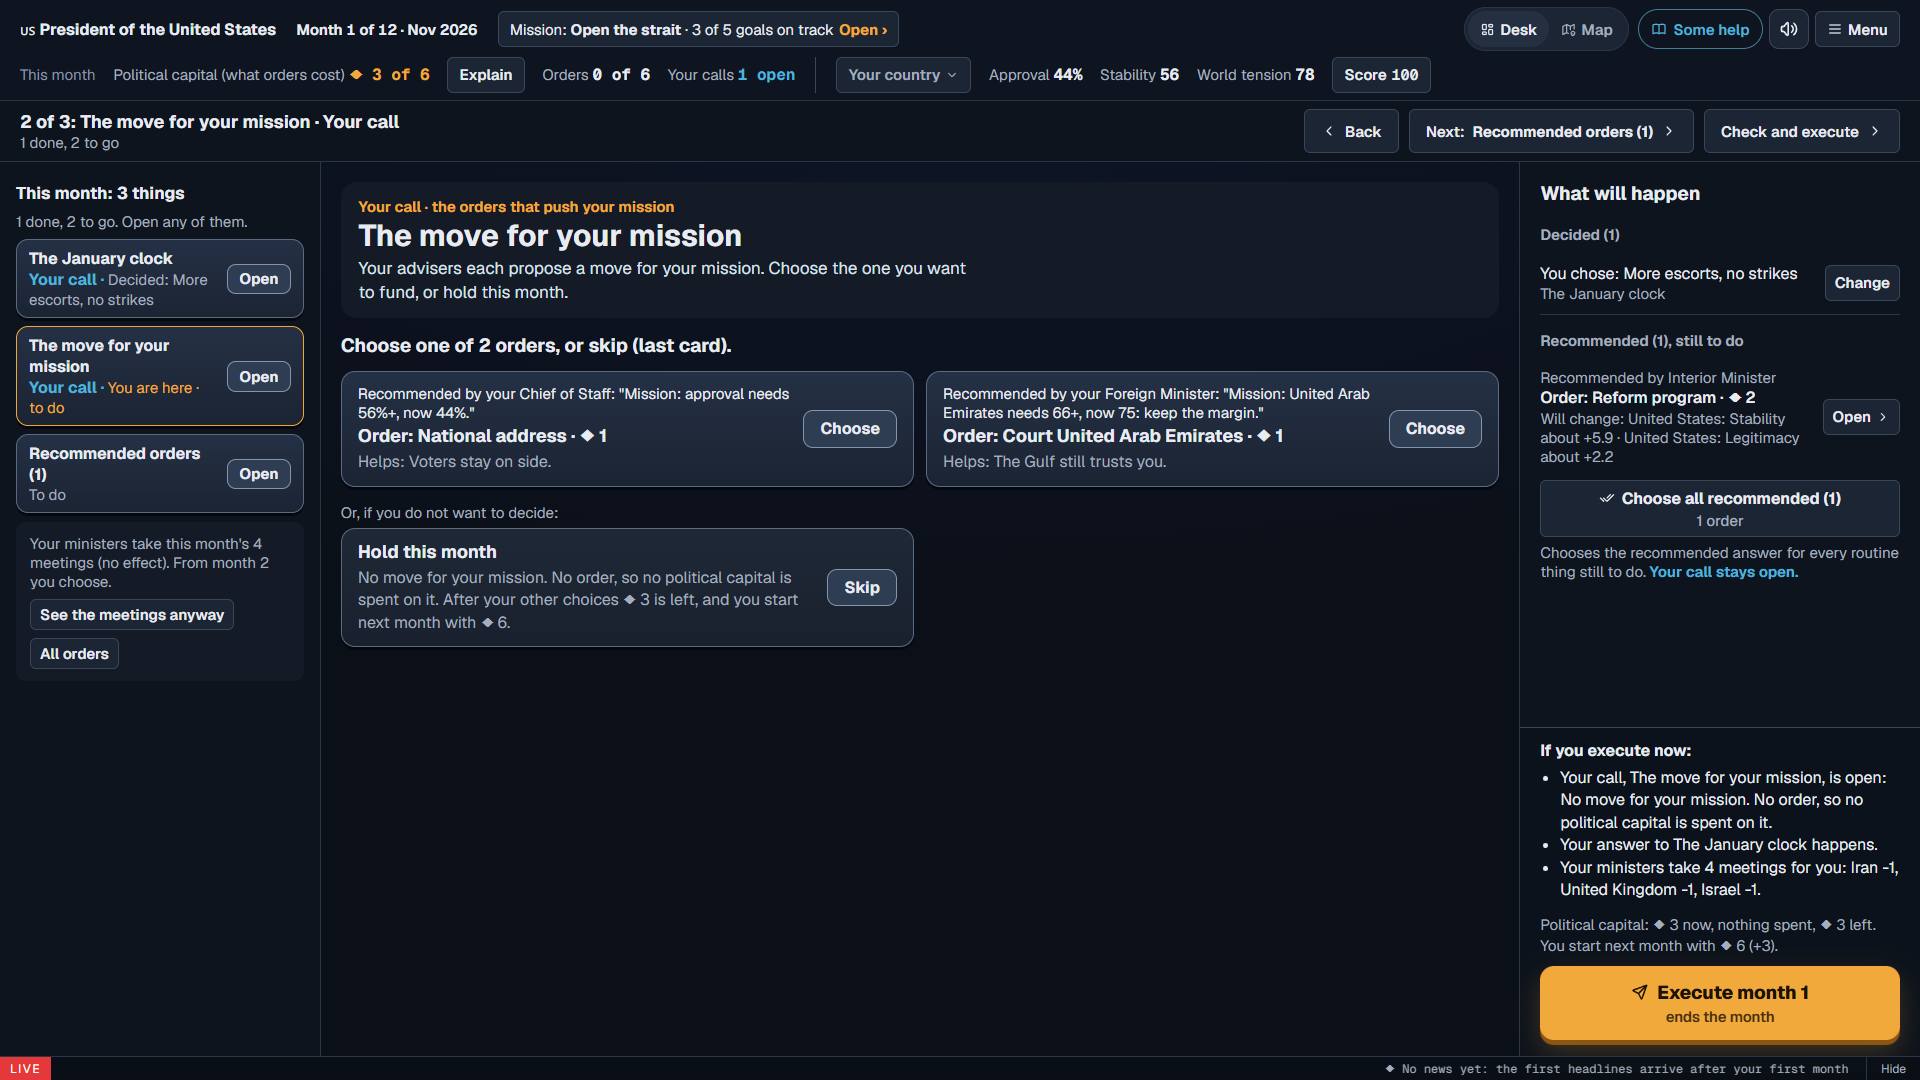 US President of the United States
Month 1 of 12 · Nov 2026
Mission: Open the strait · 3 of 5 goals on track Open ›
Desk
Map
Some help
Menu
This month
Political capital (what orders cost) ◆ 3 of 6
Explain
Orders 0 of 6
Your calls 1 open
Your country
Approval 44%
Stability 56
World tension 78
Score 100
2 of 3: The move for your mission · Your call
1 done, 2 to go
Back
Next: Recommended orders (1)
Check and execute
This month: 3 things
1 done, 2 to go. Open any of them.
The January clock
Your call · Decided: More
escorts, no strikes
Open
The move for your
mission
Your call · You are here ·
to do
Open
Recommended orders
(1)
To do
Open
Your ministers take this month's 4
meetings (no effect). From month 2
you choose.
See the meetings anyway
All orders
Your call · the orders that push your mission
The move for your mission
Your advisers each propose a move for your mission. Choose the one you want
to fund, or hold this month.
Choose one of 2 orders, or skip (last card).
Recommended by your Chief of Staff: "Mission: approval needs
56%+, now 44%."
Order: National address · ◆ 1
Helps: Voters stay on side.
Choose
Recommended by your Foreign Minister: "Mission: United Arab
Emirates needs 66+, now 75: keep the margin."
Order: Court United Arab Emirates · ◆ 1
Helps: The Gulf still trusts you.
Choose
Or, if you do not want to decide:
Hold this month
No move for your mission. No order, so no political capital is
spent on it. After your other choices ◆ 3 is left, and you start
next month with ◆ 6.
Skip
What will happen
Decided (1)
You chose: More escorts, no strikes
The January clock
Change
Recommended (1), still to do
Recommended by Interior Minister
Order: Reform program · ◆ 2
Will change: United States: Stability
about +5.9 · United States: Legitimacy
about +2.2
Open
Choose all recommended (1)
1 order
Chooses the recommended answer for every routine
thing still to do. Your call stays open.
If you execute now:
• Your call, The move for your mission, is open:
No move for your mission. No order, so no
political capital is spent on it.
• Your answer to The January clock happens.
• Your ministers take 4 meetings for you: Iran -1,
United Kingdom -1, Israel -1.
Political capital: ◆ 3 now, nothing spent, ◆ 3 left.
You start next month with ◆ 6 (+3).
Execute month 1
ends the month
LIVE
◆ No news yet: the first headlines arrive after your first month
Hide